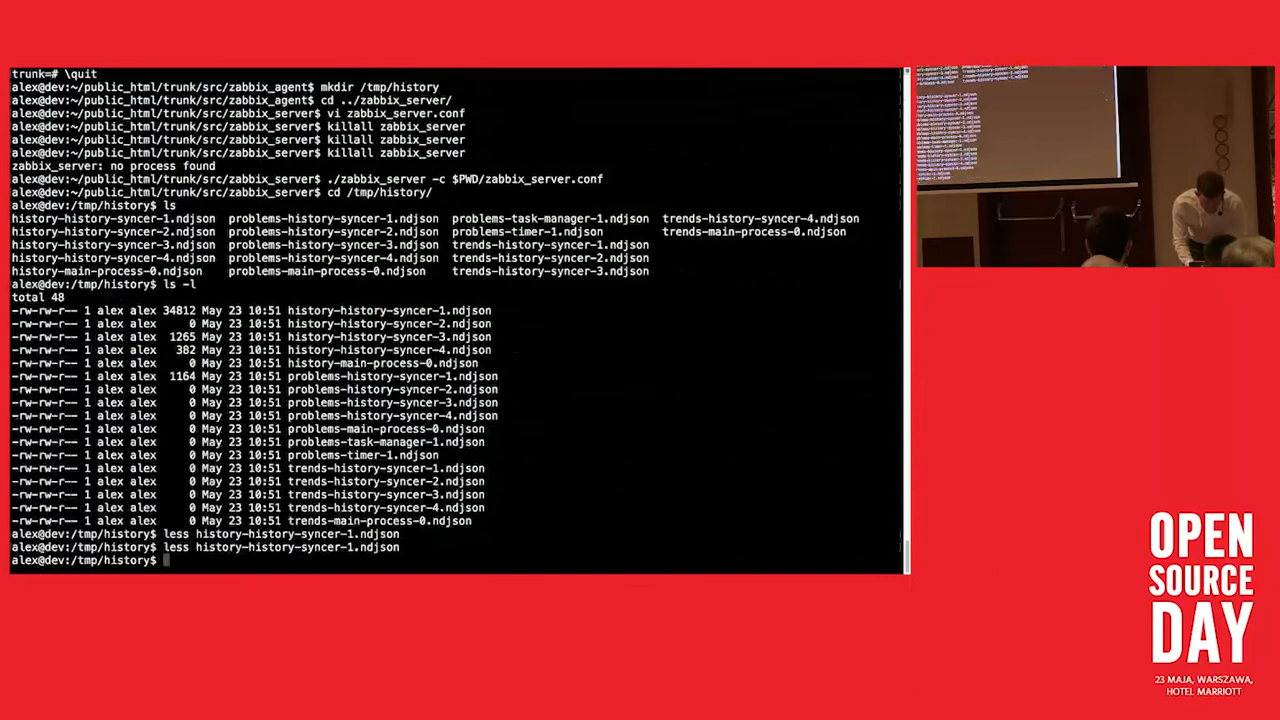 trunk=# \quit
alex@dev:~/public_html/trunk/src/zabbix_agent$ mkdir /tmp/history
alex@dev:~/public_html/trunk/src/zabbix_agent$ cd ../zabbix_server/
alex@dev:~/public_html/trunk/src/zabbix_server$ vi zabbix_server.conf
alex@dev:~/public_html/trunk/src/zabbix_server$ killall zabbix_server
alex@dev:~/public_html/trunk/src/zabbix_server$ killall zabbix_server
alex@dev:~/public_html/trunk/src/zabbix_server$ killall zabbix_server
zabbix_server: no process found
alex@dev:~/public_html/trunk/src/zabbix_server$ ./zabbix_server -c $PWD/zabbix_server.conf
alex@dev:~/public_html/trunk/src/zabbix_server$ cd /tmp/history/
alex@dev:/tmp/history$ ls
history-history-syncer-1.ndjson problems-history-syncer-1.ndjson problems-task-manager-1.ndjson trends-history-syncer-4.ndjson
history-history-syncer-2.ndjson problems-history-syncer-2.ndjson problems-timer-1.ndjson trends-main-process-0.ndjson
history-history-syncer-3.ndjson problems-history-syncer-3.ndjson trends-history-syncer-1.ndjson
history-history-syncer-4.ndjson problems-history-syncer-4.ndjson trends-history-syncer-2.ndjson
history-main-process-0.ndjson problems-main-process-0.ndjson trends-history-syncer-3.ndjson
alex@dev:/tmp/history$ ls -l
total 48
-rw-rw-r-- 1 alex alex 34812 May 23 10:51 history-history-syncer-1.ndjson
-rw-rw-r-- 1 alex alex 0 May 23 10:51 history-history-syncer-2.ndjson
-rw-rw-r-- 1 alex alex 1265 May 23 10:51 history-history-syncer-3.ndjson
-rw-rw-r-- 1 alex alex 382 May 23 10:51 history-history-syncer-4.ndjson
-rw-rw-r-- 1 alex alex 0 May 23 10:51 history-main-process-0.ndjson
-rw-rw-r-- 1 alex alex 1164 May 23 10:51 problems-history-syncer-1.ndjson
-rw-rw-r-- 1 alex alex 0 May 23 10:51 problems-history-syncer-2.ndjson
-rw-rw-r-- 1 alex alex 0 May 23 10:51 problems-history-syncer-3.ndjson
-rw-rw-r-- 1 alex alex 0 May 23 10:51 problems-history-syncer-4.ndjson
-rw-rw-r-- 1 alex alex 0 May 23 10:51 problems-main-process-0.ndjson
-rw-rw-r-- 1 alex alex 0 May 23 10:51 problems-task-manager-1.ndjson
-rw-rw-r-- 1 alex alex 0 May 23 10:51 problems-timer-1.ndjson
-rw-rw-r-- 1 alex alex 0 May 23 10:51 trends-history-syncer-1.ndjson
-rw-rw-r-- 1 alex alex 0 May 23 10:51 trends-history-syncer-2.ndjson
-rw-rw-r-- 1 alex alex 0 May 23 10:51 trends-history-syncer-3.ndjson
-rw-rw-r-- 1 alex alex 0 May 23 10:51 trends-history-syncer-4.ndjson
-rw-rw-r-- 1 alex alex 0 May 23 10:51 trends-main-process-0.ndjson
alex@dev:/tmp/history$ less history-history-syncer-1.ndjson
alex@dev:/tmp/history$ less history-history-syncer-1.ndjson
alex@dev:/tmp/history$
OPEN
SOURCE
DAY
23 MAJA, WARSZAWA,
HOTEL MARRIOTT